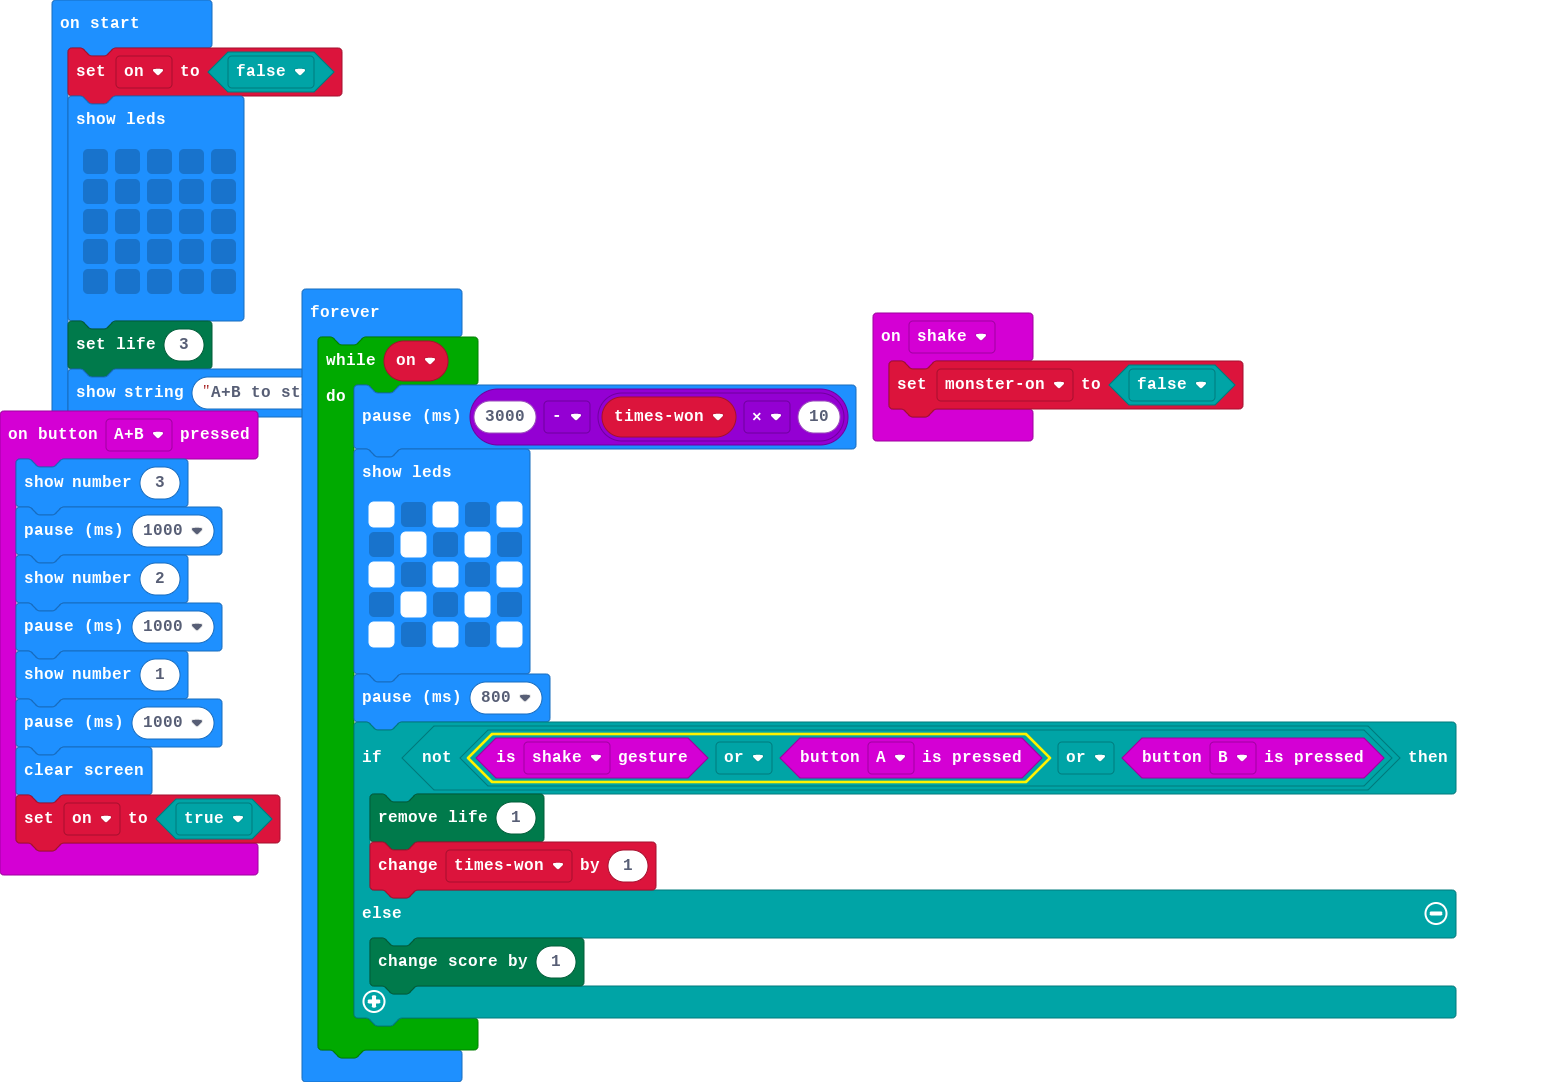 on start
set on to false
show leds
set life 3
show string "A+B to st
on button A+B pressed
show number 3
pause (ms) 1000
show number 2
pause (ms) 1000
show number 1
pause (ms) 1000
clear screen
set on to true
forever
while on
do
pause (ms) 3000 - times-won × 10
show leds
pause (ms) 800
if not is shake gesture or button A is pressed or button B is pressed then
remove life 1
change times-won by 1
else
change score by 1
on shake
set monster-on to false